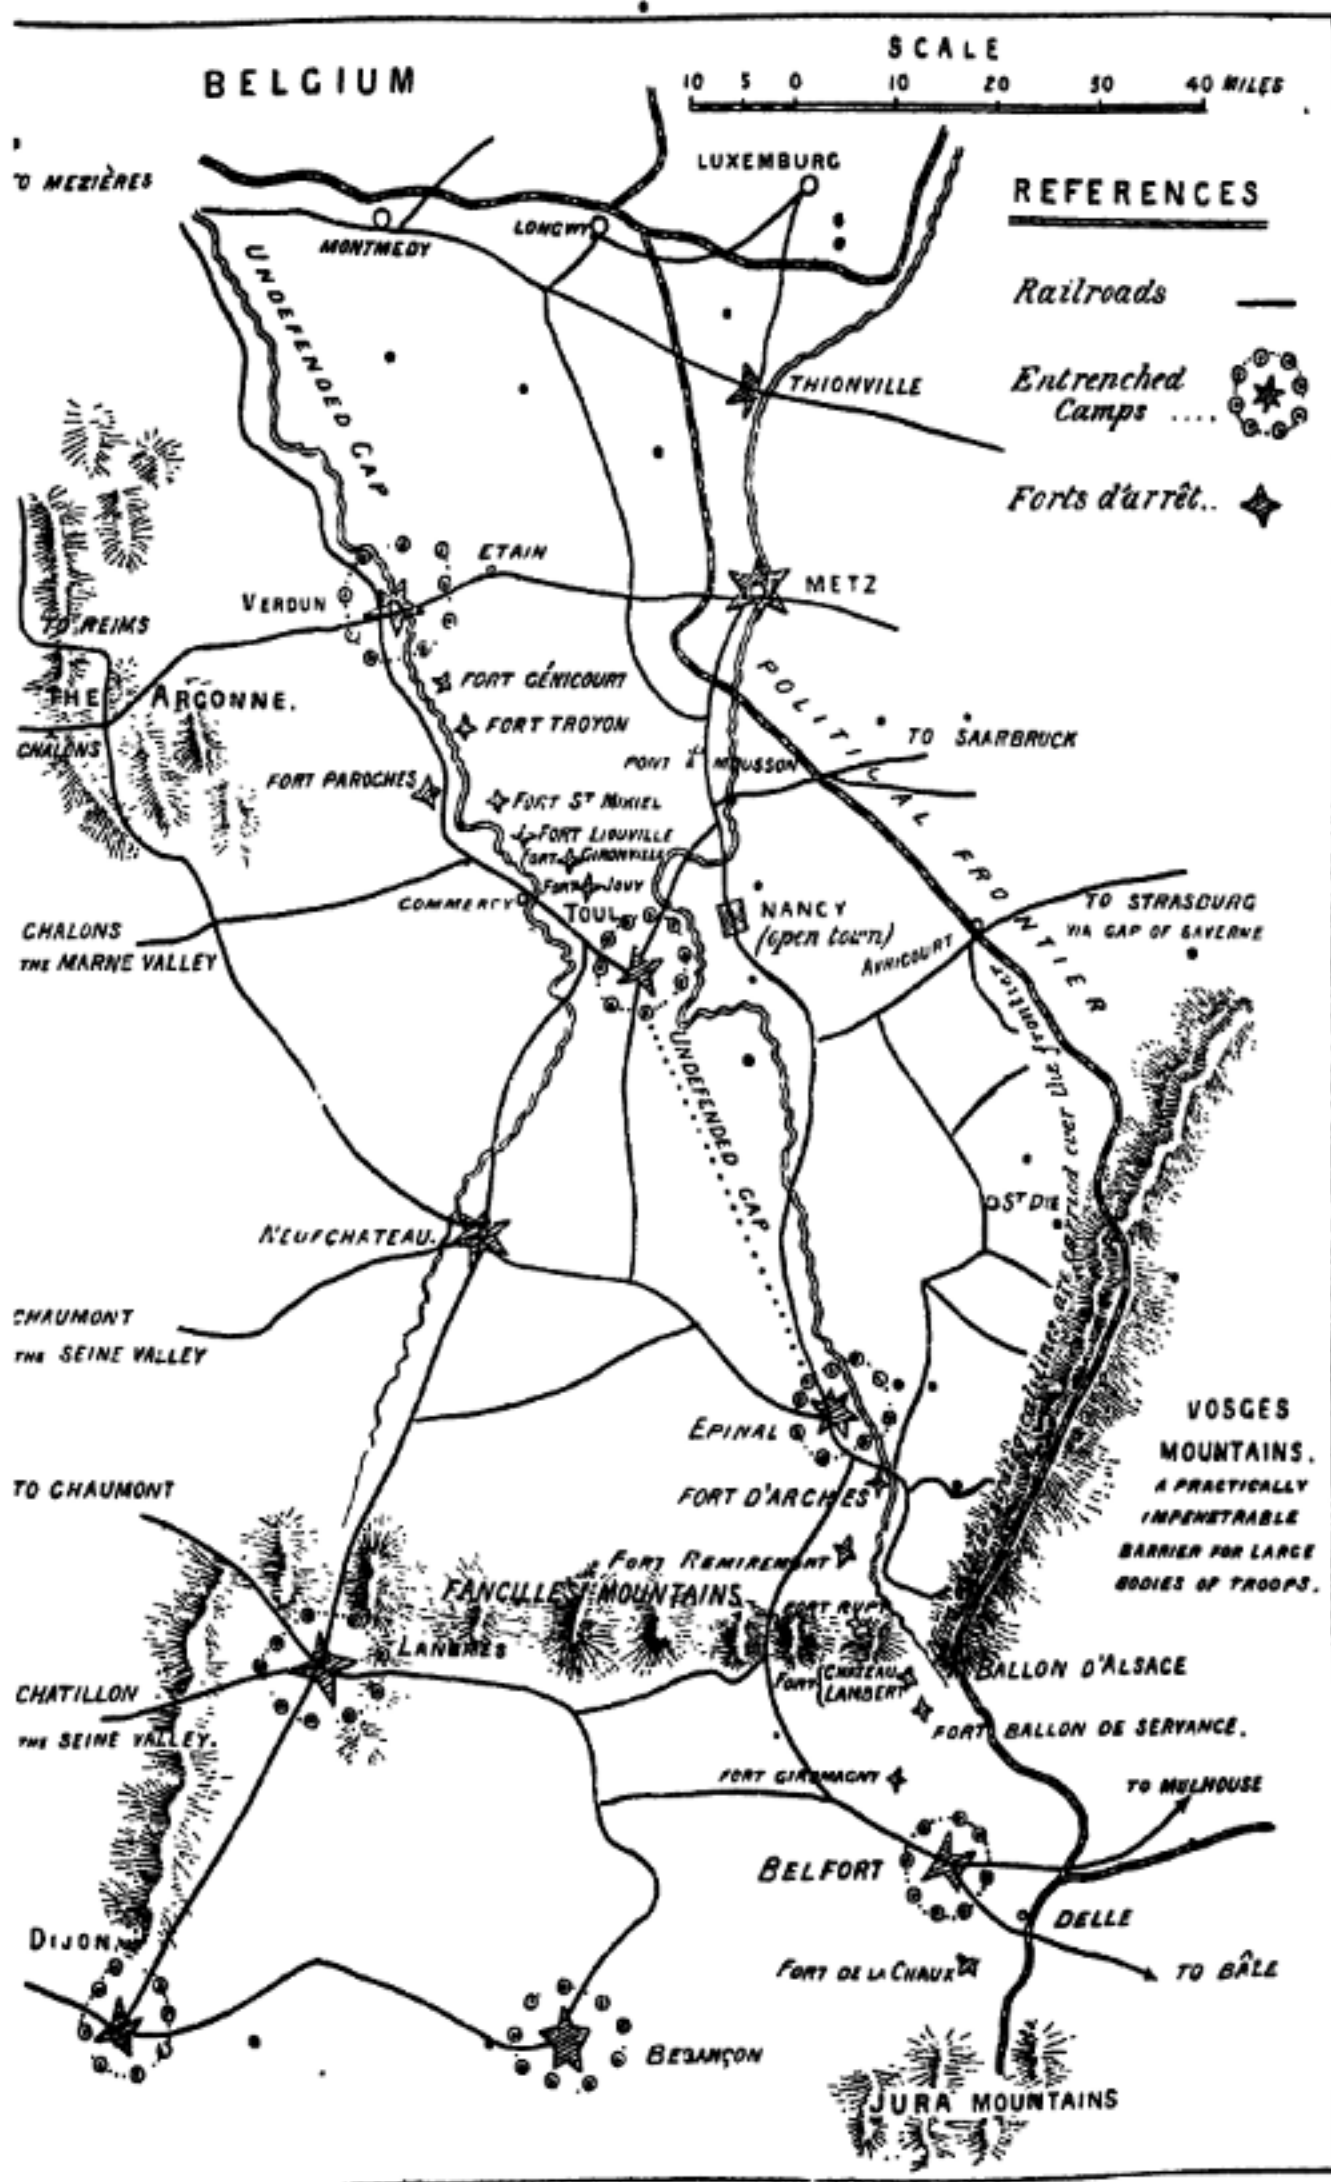 SCALE
10 5 0 10 20 30 40 MILES
BELGIUM
TO MEZIÈRES
LUXEMBURG
REFERENCES
LONGWY
MONTMEDY
Railroads
UNDEFENDED GAP
THIONVILLE
Entrenched
Camps ....
Forts d'arrêt..
ETAIN
METZ
VERDUN
TO REIMS
FORT GÉNICOURT
THE ARGONNE.
POLITICAL FRONTIER
FORT TROYON
TO SAARBRUCK
CHALONS
PONT À MOUSSON
FORT PAROCHES
FORT ST MIHIEL
FORT LIOUVILLE
FORT GIRONVILLE
FORT JOUY
COMMERCY
TOUL
NANCY
(open town)
TO STRASBURG
VIA GAP OF SAVERNE
AVRICOURT
CHALONS
THE MARNE VALLEY
UNDEFENDED GAP
ST DIE
NEUFCHATEAU.
CHAUMONT
THE SEINE VALLEY
VOSGES
MOUNTAINS.
A PRACTICALLY
IMPENETRABLE
BARRIER FOR LARGE
BODIES OF TROOPS.
EPINAL
TO CHAUMONT
FORT D'ARCHES
FORT REMIREMONT
FANCILLES MOUNTAINS
FORT RUPT
LANGRES
BALLON D'ALSACE
FORT CHATEAU
LAMBERT
CHATILLON
THE SEINE VALLEY.
FORT BALLON DE SERVANCE.
FORT GIROMAGNY
TO MULHOUSE
BELFORT
DELLE
DIJON.
FORT DE LA CHAUX
TO BÂLE
BESANÇON
JURA MOUNTAINS